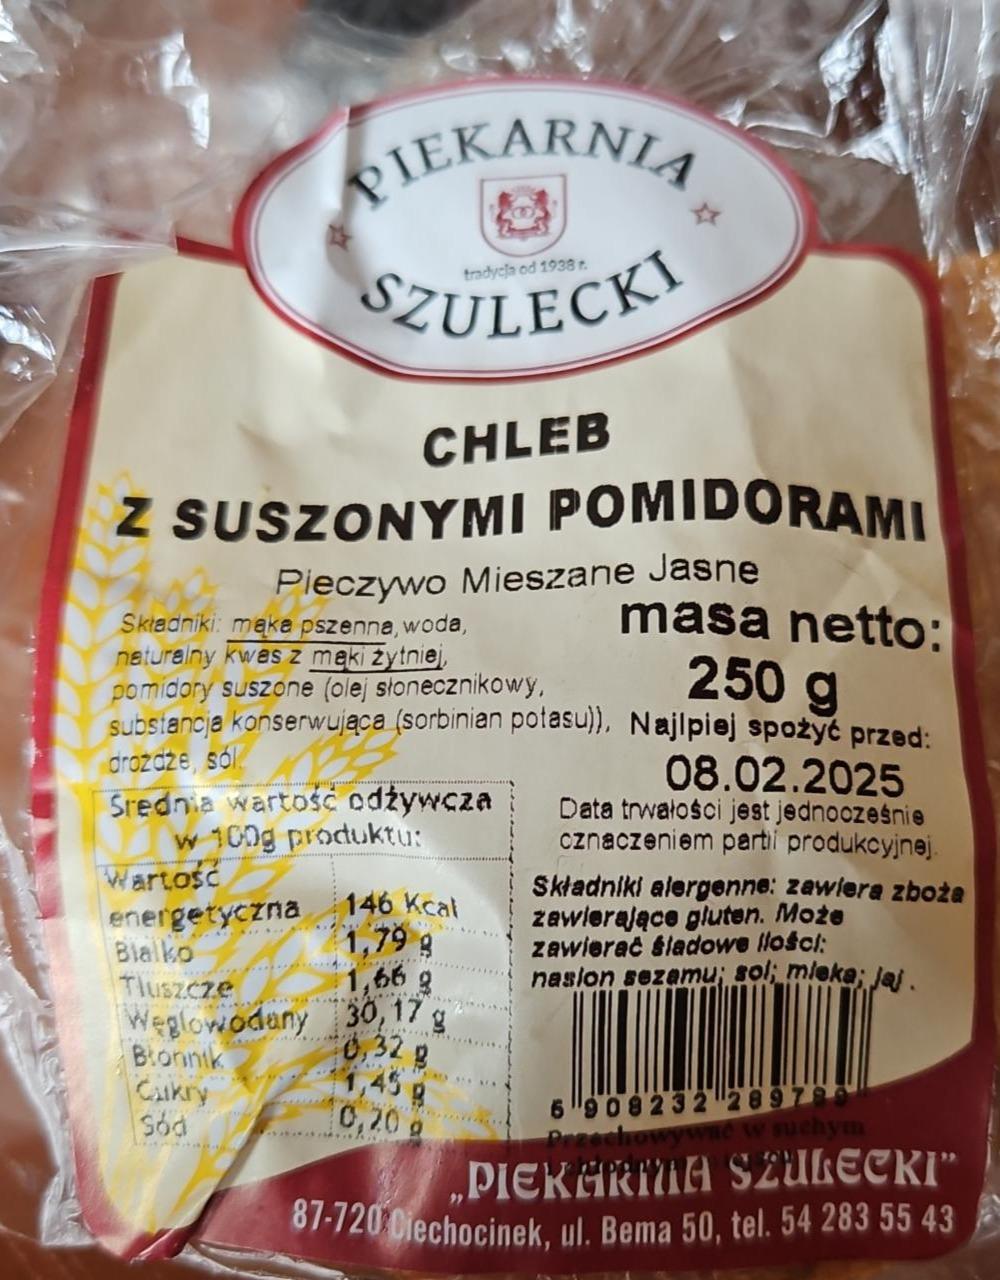 PIEKARNIA
tradycja od 1938 r.
SZULECKI
CHLEB
Z SUSZONYMI POMIDORAMI
Pieczywo Mieszane Jasne
Składniki: mąka pszenna, woda,
naturalny kwas z mąki żytniej,
pomidory suszone (olej słonecznikowy,
substancja konserwująca (sorbinian potasu)),
drożdże, sól.
masa netto:
250 g
Najlpiej spożyć przed:
08.02.2025
Data trwałości jest jednocześnie
oznaczeniem partii produkcyjnej.
Średnia wartość odżywcza
w 100g produktu:
Wartość
energetyczna 146 Kcal
Białko 1,79 g
Tłuszcze 1,66 g
Węglowodany 30,17 g
Błonnik 0,32 g
Cukry 1,45 g
Sód 0,20 g
Składniki alergenne: zawiera zboża
zawierające gluten. Może
zawierać śladowe ilości:
nasion sezamu; soi; mleka; jaj.
6 908232 289789
Przechowywać w suchym
i chłodnym
„PIEKARNIA SZULECKI”
87-720 Ciechocinek, ul. Bema 50, tel. 54 283 55 43